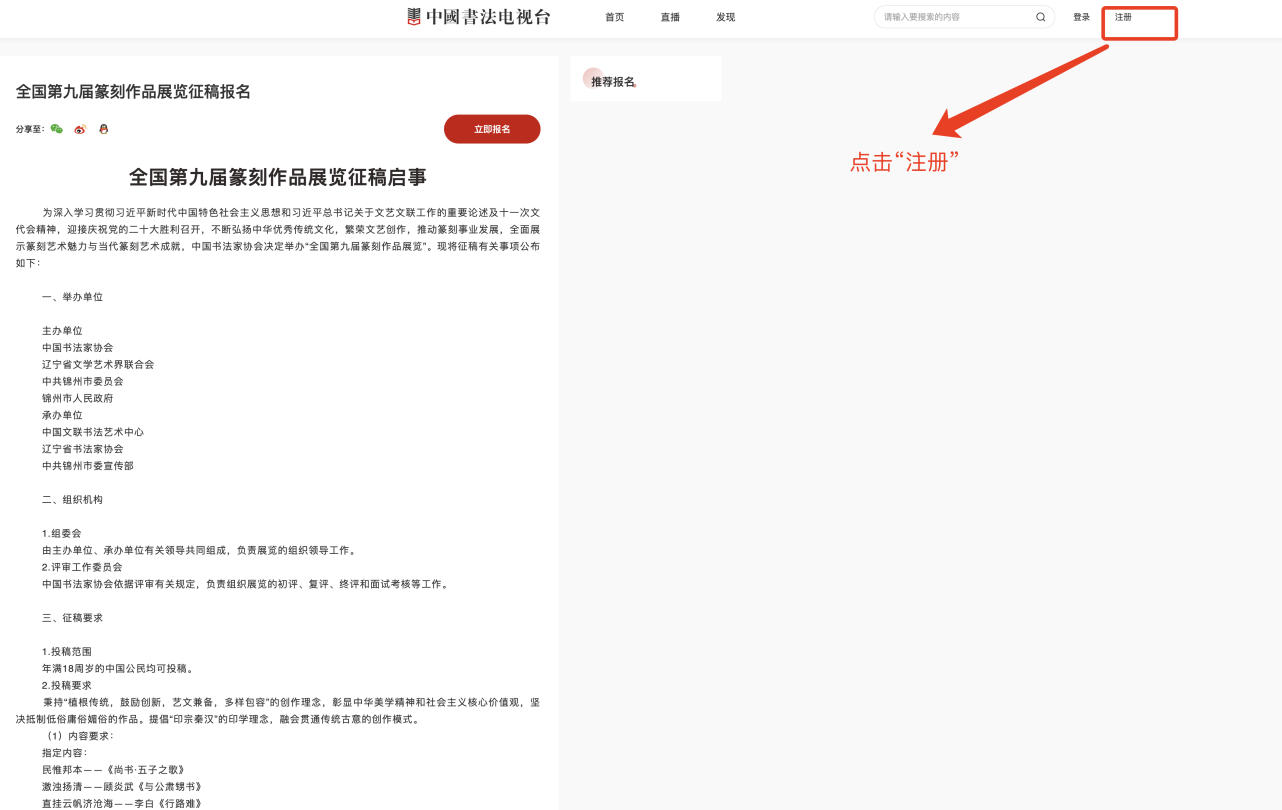 中國書法电视台
首页
直播
发现
请输入要搜索的内容
登录
注册
全国第九届篆刻作品展览征稿报名
分享至：
立即报名
推荐报名
点击“注册”
全国第九届篆刻作品展览征稿启事
为深入学习贯彻习近平新时代中国特色社会主义思想和习近平总书记关于文艺文联工作的重要论述及十一次文
代会精神，迎接庆祝党的二十大胜利召开，不断弘扬中华优秀传统文化，繁荣文艺创作，推动篆刻事业发展，全面展
示篆刻艺术魅力与当代篆刻艺术成就，中国书法家协会决定举办“全国第九届篆刻作品展览”。现将征稿有关事项公布
如下：
一、举办单位
主办单位
中国书法家协会
辽宁省文学艺术界联合会
中共锦州市委员会
锦州市人民政府
承办单位
中国文联书法艺术中心
辽宁省书法家协会
中共锦州市委宣传部
二、组织机构
1.组委会
由主办单位、承办单位有关领导共同组成，负责展览的组织领导工作。
2.评审工作委员会
中国书法家协会依据评审有关规定，负责组织展览的初评、复评、终评和面试考核等工作。
三、征稿要求
1.投稿范围
年满18周岁的中国公民均可投稿。
2.投稿要求
秉持“植根传统，鼓励创新，艺文兼备，多样包容”的创作理念，彰显中华美学精神和社会主义核心价值观，坚
决抵制低俗庸俗媚俗的作品。提倡“印宗秦汉”的印学理念，融会贯通传统古意的创作模式。
（1）内容要求：
指定内容：
民惟邦本——《尚书·五子之歌》
激浊扬清——顾炎武《与公肃甥书》
直挂云帆济沧海——李白《行路难》